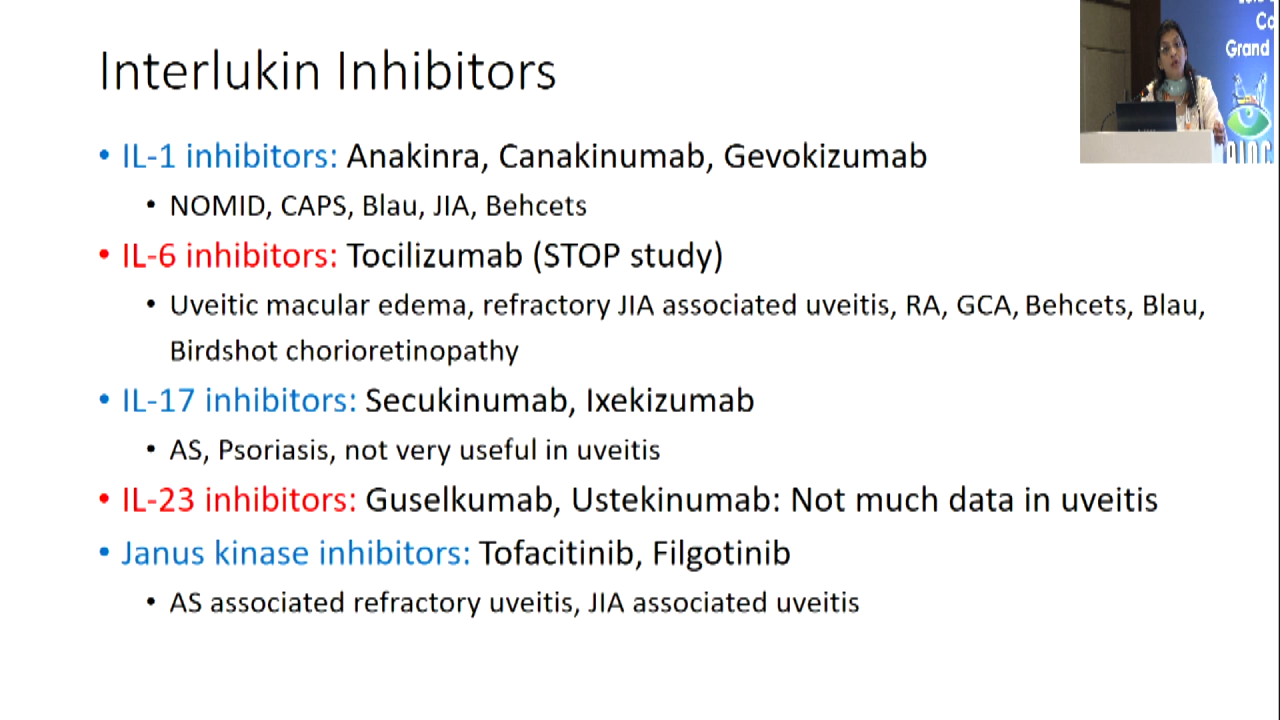 Interlukin Inhibitors
• IL-1 inhibitors: Anakinra, Canakinumab, Gevokizumab
• NOMID, CAPS, Blau, JIA, Behcets
• IL-6 inhibitors: Tocilizumab (STOP study)
• Uveitic macular edema, refractory JIA associated uveitis, RA, GCA, Behcets, Blau,
Birdshot chorioretinopathy
• IL-17 inhibitors: Secukinumab, Ixekizumab
• AS, Psoriasis, not very useful in uveitis
• IL-23 inhibitors: Guselkumab, Ustekinumab: Not much data in uveitis
• Janus kinase inhibitors: Tofacitinib, Filgotinib
• AS associated refractory uveitis, JIA associated uveitis
Co
Grand